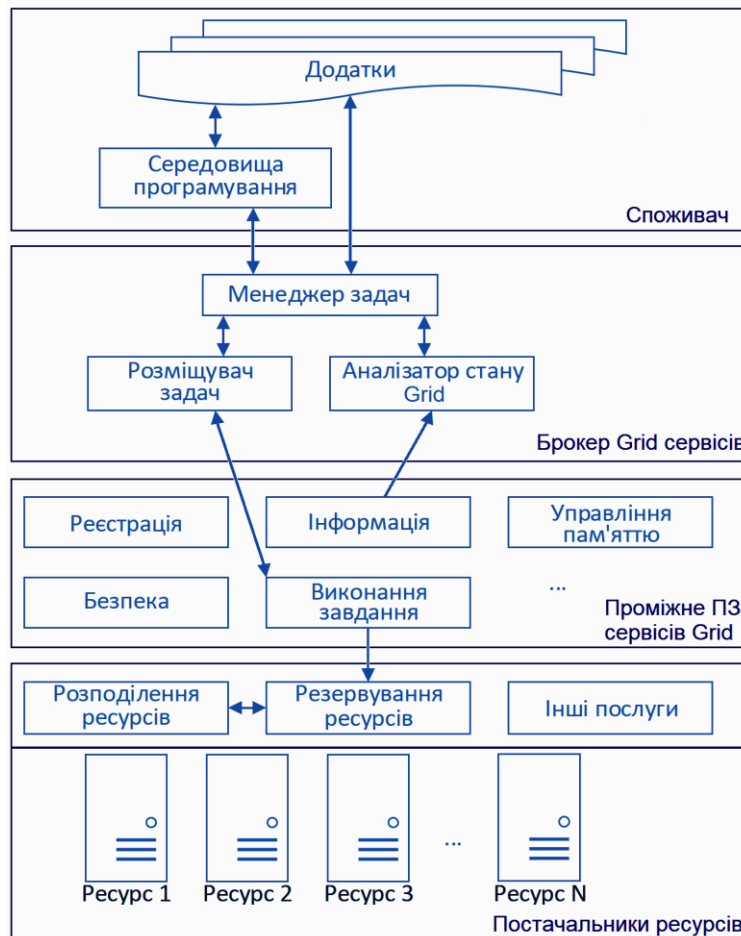 Додатки
Середовища
програмування
Споживач
Менеджер задач
Розміщувач
задач
Аналізатор стану
Grid
Брокер Grid сервісів
Реєстрація
Інформація
Управління
пам'яттю
Безпека
Виконання
завдання
...
Проміжне ПЗ
сервісів Grid
Розподілення
ресурсів
Резервування
ресурсів
Інші послуги
...
Ресурс 1
Ресурс 2
Ресурс 3
Ресурс N
Постачальники ресурсів